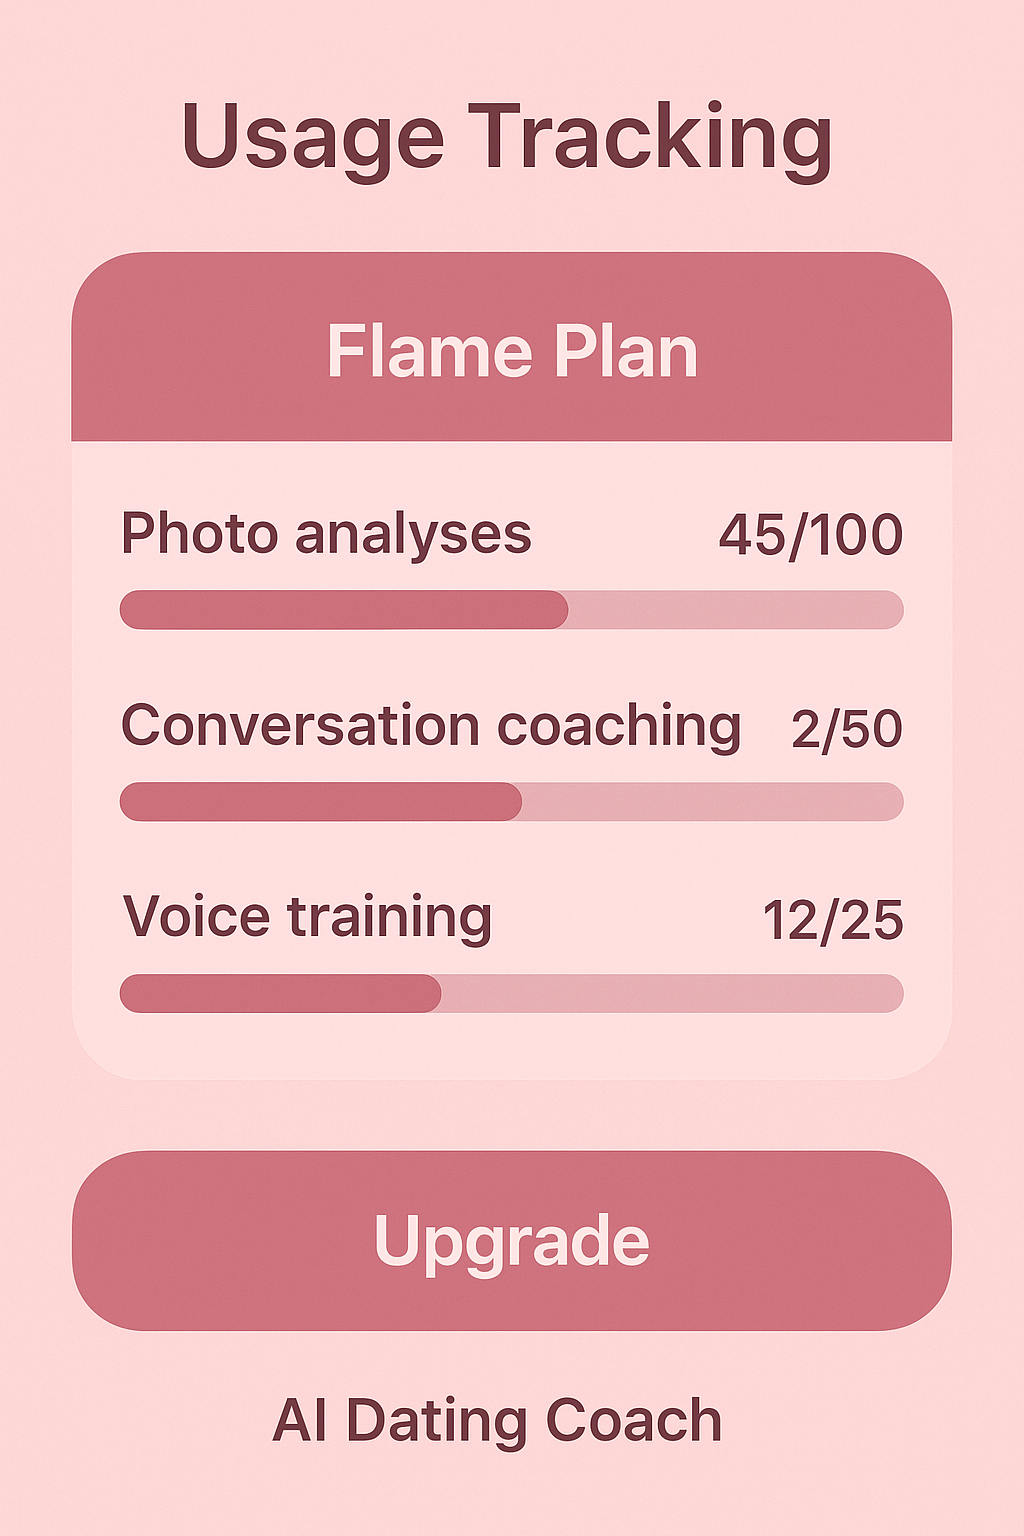 Usage Tracking
Flame Plan
Photo analyses 45/100
Conversation coaching 2/50
Voice training 12/25
Upgrade
AI Dating Coach